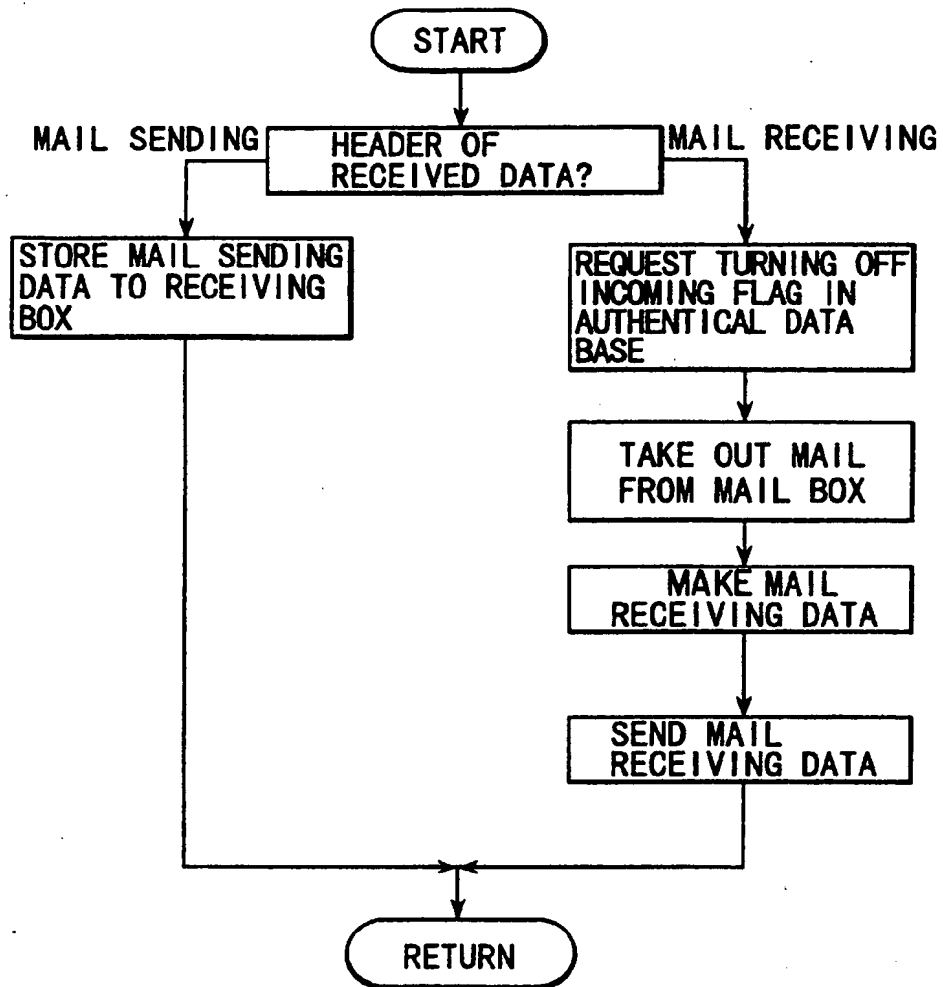 START
MAIL SENDING
HEADER OF
RECEIVED DATA?
MAIL RECEIVING
STORE MAIL SENDING
DATA TO RECEIVING
BOX
REQUEST TURNING OFF
INCOMING FLAG IN
AUTHENTICAL DATA
BASE
TAKE OUT MAIL
FROM MAIL BOX
MAKE MAIL
RECEIVING DATA
SEND MAIL
RECEIVING DATA
RETURN